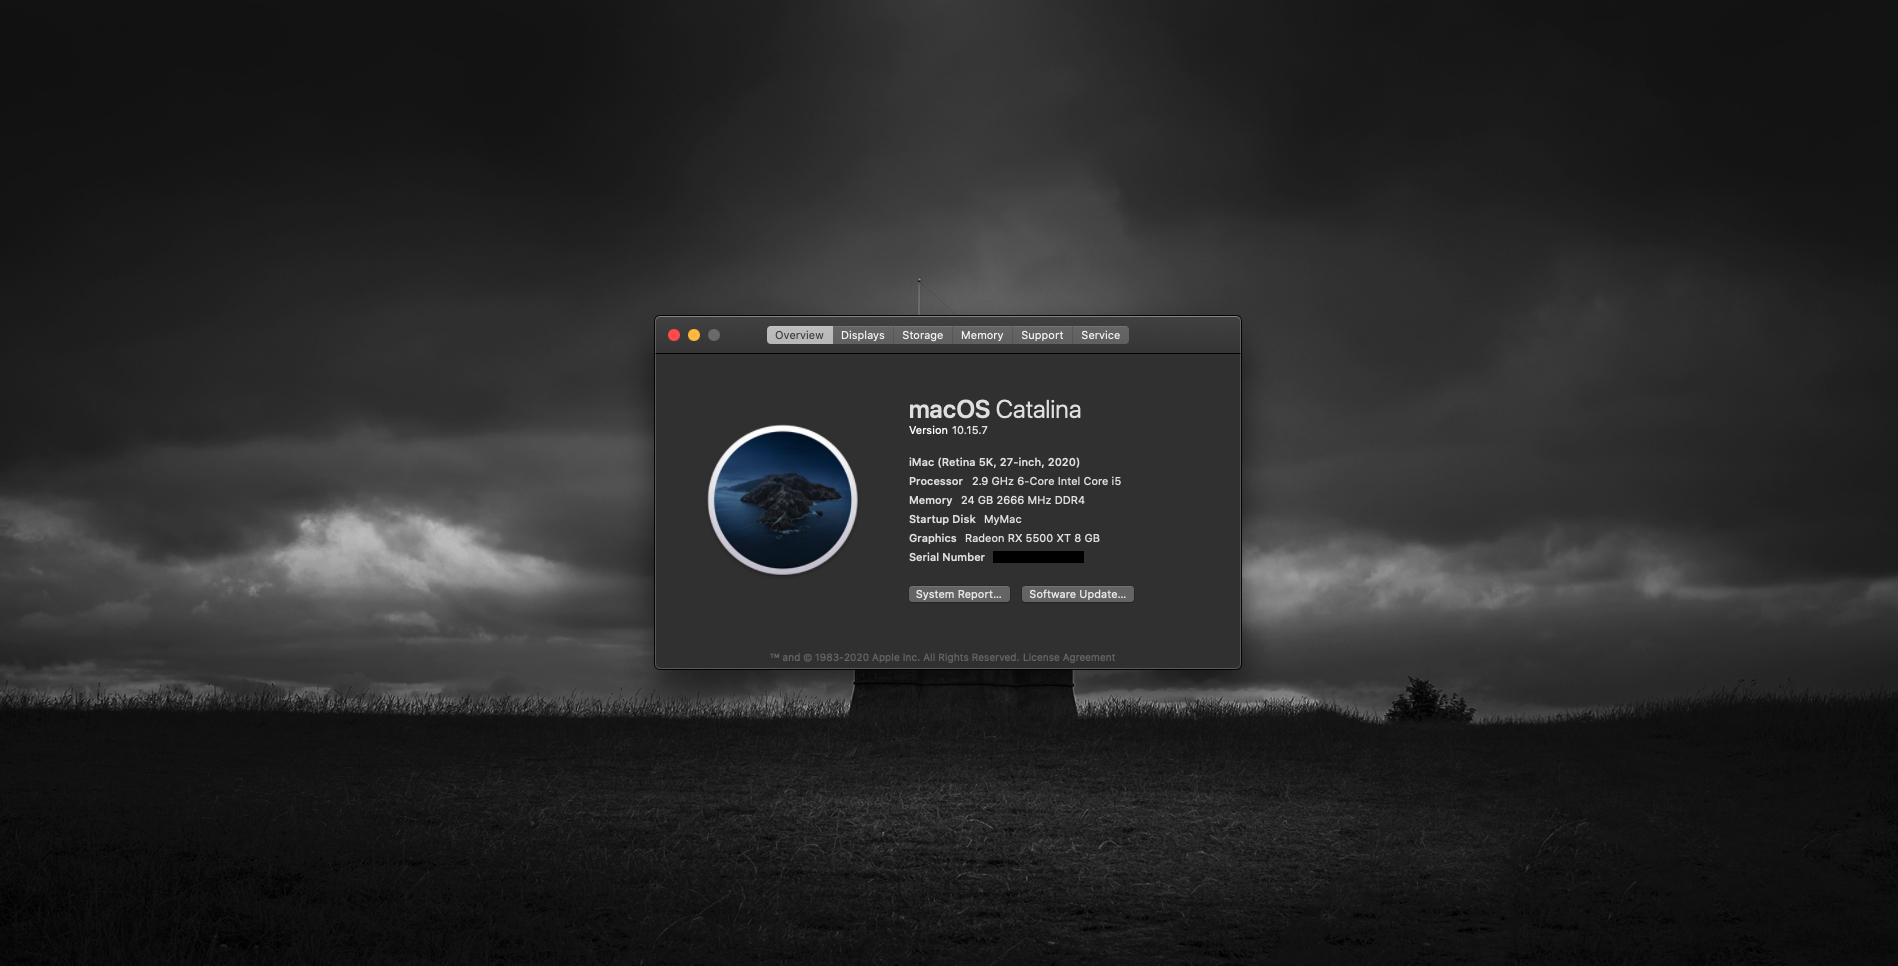 Overview Displays Storage Memory Support Service
macOS Catalina
Version 10.15.7
iMac (Retina 5K, 27-inch, 2020)
Processor 2.9 GHz 6-Core Intel Core i5
Memory 24 GB 2666 MHz DDR4
Startup Disk MyMac
Graphics Radeon RX 5500 XT 8 GB
Serial Number
System Report... Software Update...
™ and © 1983-2020 Apple Inc. All Rights Reserved. License Agreement